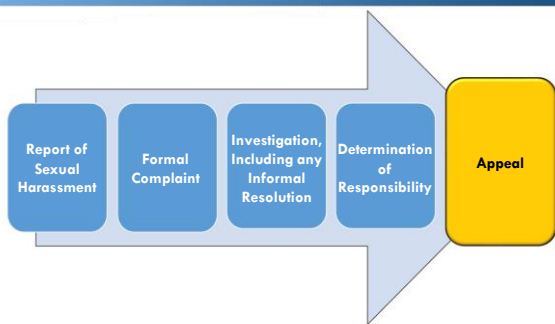 Report of
Sexual
Harassment
Formal
Complaint
Investigation,
Including any
Informal
Resolution
Determination
of
Responsibility
Appeal